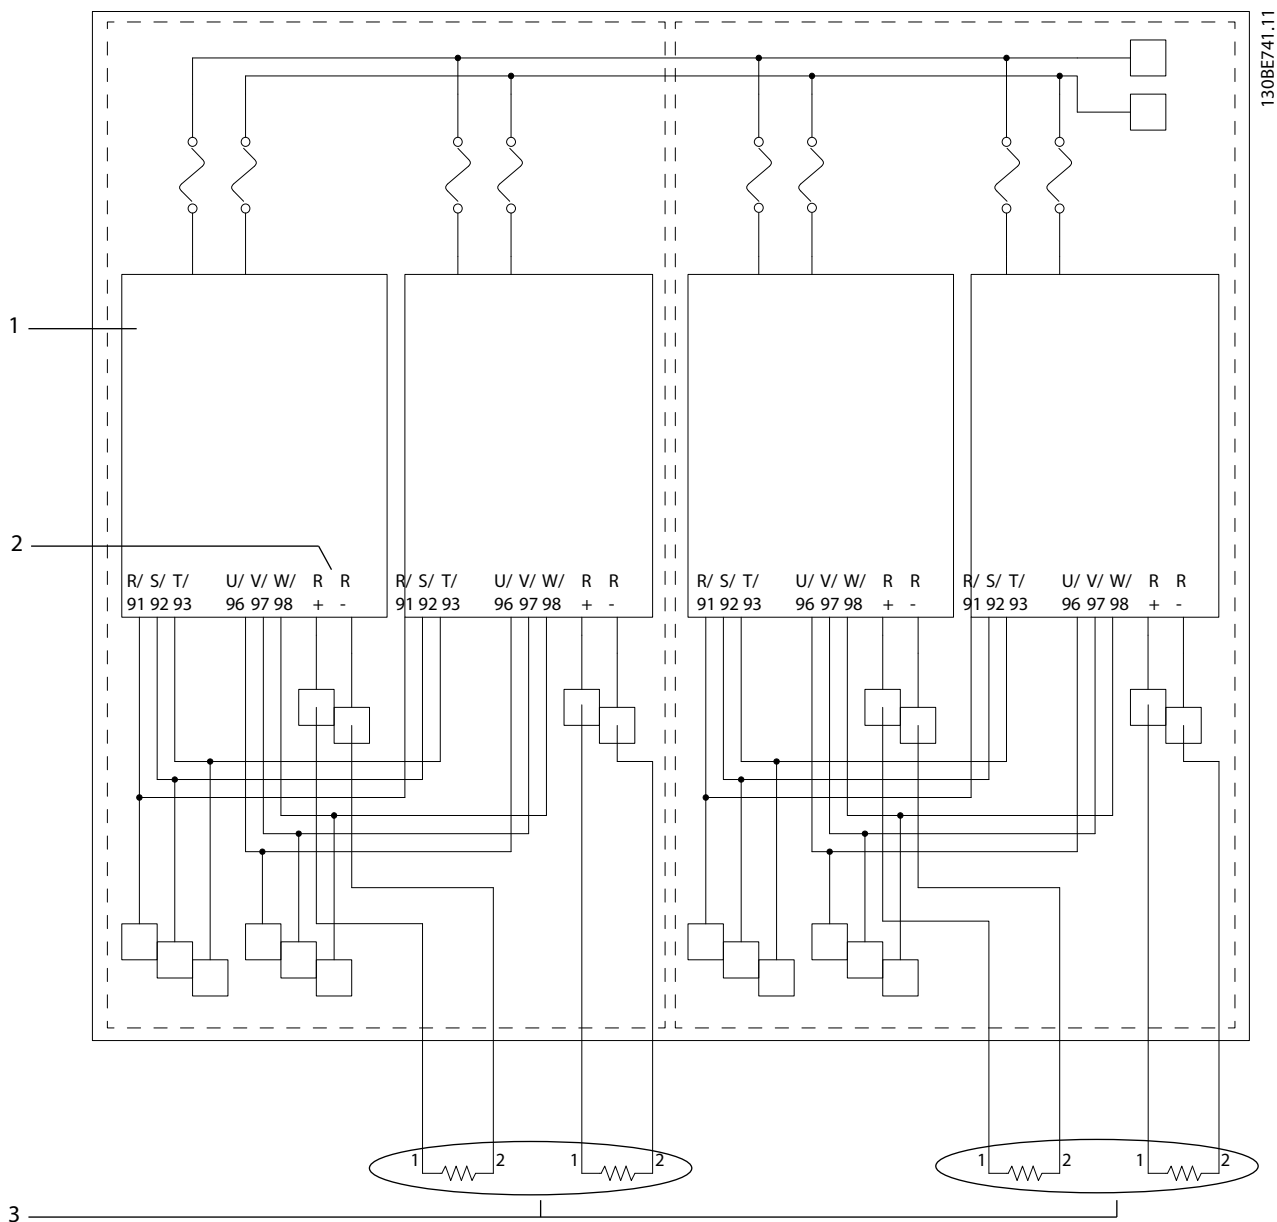 130BE741.11
1
2
R/ S/ T/ U/ V/ W/ R R R/ S/ T/ U/ V/ W/ R R R/ S/ T/ U/ V/ W/ R R R/ S/ T/ U/ V/ W/ R R
91 92 93 96 97 98 + - 91 92 93 96 97 98 + - 91 92 93 96 97 98 + - 91 92 93 96 97 98 + -
1 2 1 2 1 2 1 2
3